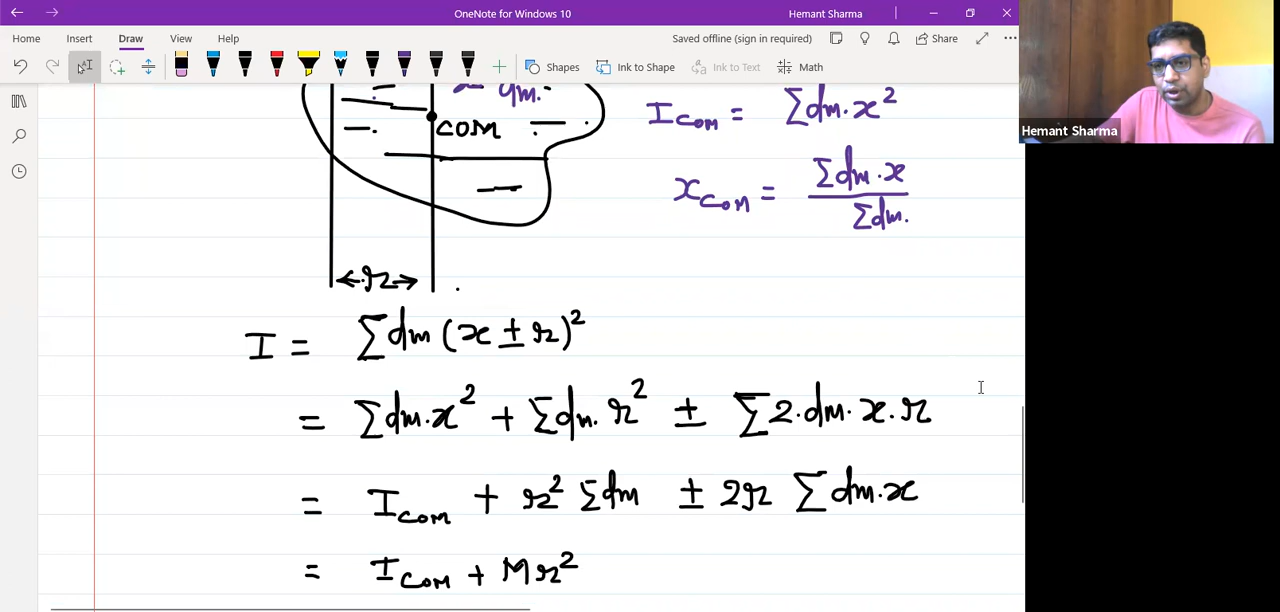 OneNote for Windows 10
Hemant Sharma
Home Insert Draw View Help
Saved offline (sign in required)
Share
Shapes
Ink to Shape
Ink to Text
Math
Hemant Sharma
dm.
COM
I_COM = Σdm·x²
x_COM = Σdm·x / Σdm.
r
I = Σdm(x ± r)²
= Σdm·x² + Σdm·r² ± Σ2·dm·x·r
= I_COM + r² Σdm ± 2r Σdm·x
= I_COM + Mr²